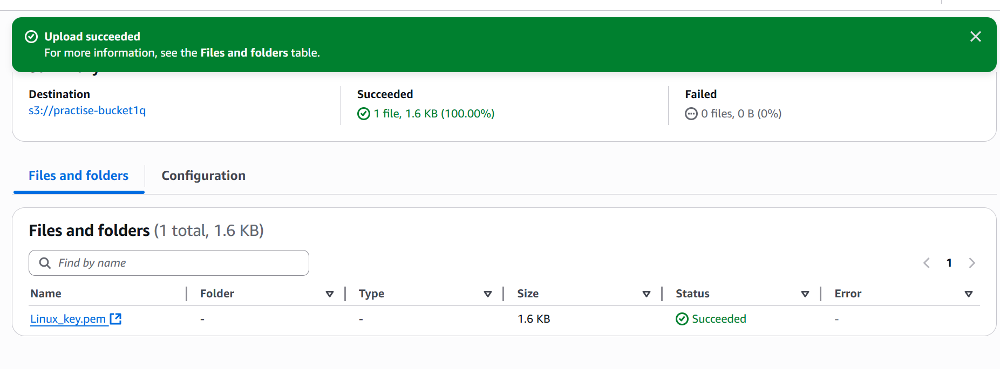 Upload succeeded
For more information, see the Files and folders table.
Destination
s3://practise-bucket1q
Succeeded
1 file, 1.6 KB (100.00%)
Failed
0 files, 0 B (0%)
Files and folders
Configuration
Files and folders (1 total, 1.6 KB)
Find by name
1
Name Folder Type Size Status Error
Linux_key.pem - - 1.6 KB Succeeded -